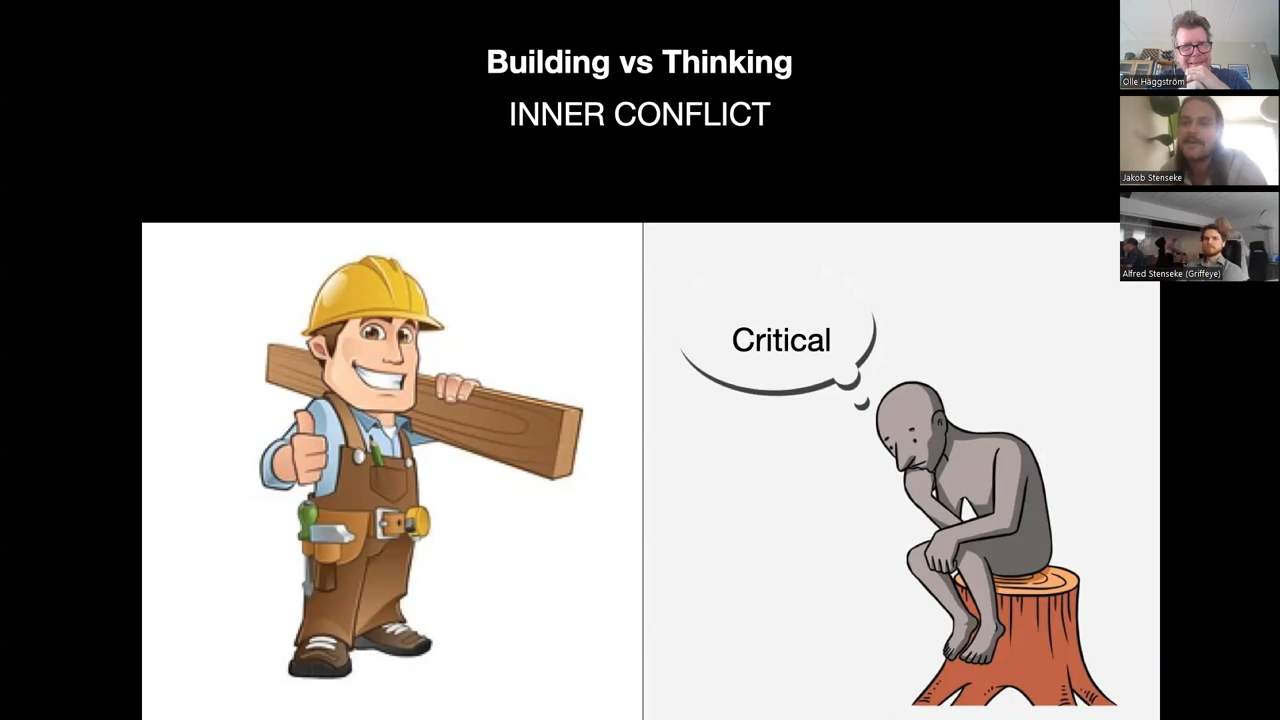 Building vs Thinking
INNER CONFLICT
Critical
Olle Häggström
Jakob Stenseke
Alfred Stenseke (Griffeye)